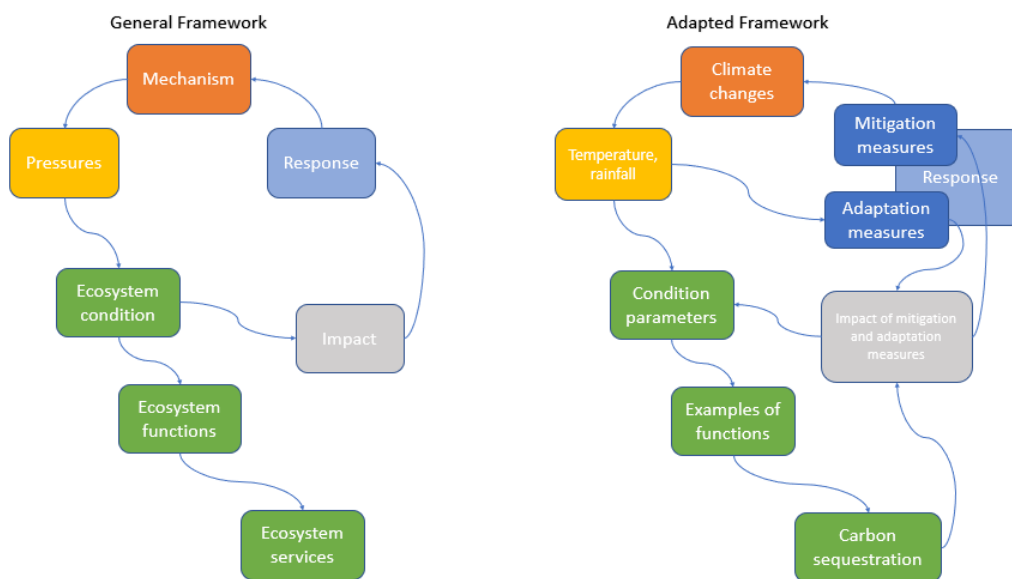 General Framework
Mechanism
Pressures
Response
Ecosystem
condition
Impact
Ecosystem
functions
Ecosystem
services
Adapted Framework
Climate
changes
Mitigation
measures
Temperature,
rainfall
Response
Adaptation
measures
Condition
parameters
Impact of mitigation
and adaptation
measures
Examples of
functions
Carbon
sequestration